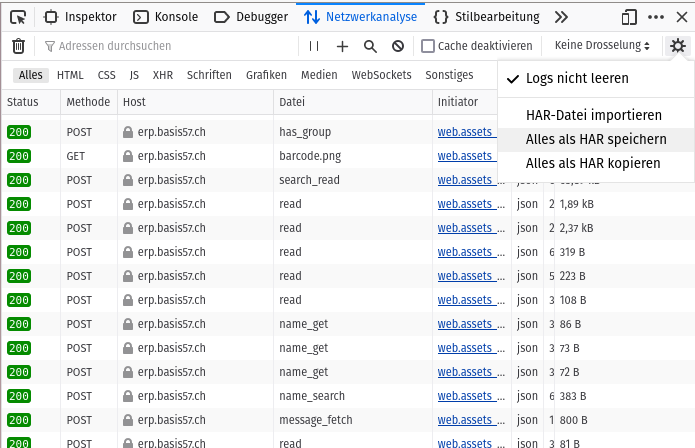 Inspektor Konsole Debugger Netzwerkanalyse Stilbearbeitung
Adressen durchsuchen Cache deaktivieren Keine Drosselung
Alles HTML CSS JS XHR Schriften Grafiken Medien WebSockets Sonstiges
Logs nicht leeren
HAR-Datei importieren
Alles als HAR speichern
Alles als HAR kopieren
Status Methode Host Datei Initiator
200 POST erp.basis57.ch has_group web.assets_...
200 GET erp.basis57.ch barcode.png web.assets_...
200 POST erp.basis57.ch search_read web.assets_... json
200 POST erp.basis57.ch read web.assets_... json 2 1,89 kB
200 POST erp.basis57.ch read web.assets_... json 2 2,37 kB
200 POST erp.basis57.ch read web.assets_... json 6 319 B
200 POST erp.basis57.ch read web.assets_... json 5 223 B
200 POST erp.basis57.ch read web.assets_... json 3 108 B
200 POST erp.basis57.ch name_get web.assets_... json 3 86 B
200 POST erp.basis57.ch name_get web.assets_... json 3 73 B
200 POST erp.basis57.ch name_get web.assets_... json 3 72 B
200 POST erp.basis57.ch name_search web.assets_... json 6 383 B
200 POST erp.basis57.ch message_fetch web.assets_... json 1 800 B
200 POST erp.basis57.ch read web.assets_... json 3 81 B